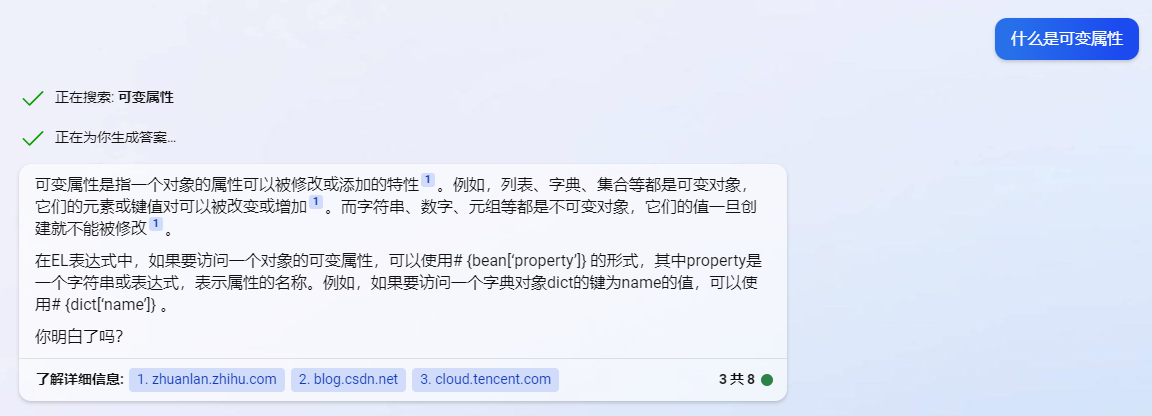 什么是可变属性
正在搜索: 可变属性
正在为你生成答案...
可变属性是指一个对象的属性可以被修改或添加的特性1。例如，列表、字典、集合等都是可变对象，
它们的元素或键值对可以被改变或增加1。而字符串、数字、元组等都是不可变对象，它们的值一旦创
建就不能被修改1。
在EL表达式中，如果要访问一个对象的可变属性，可以使用# {bean[‘property’]} 的形式，其中property是
一个字符串或表达式，表示属性的名称。例如，如果要访问一个字典对象dict的键为name的值，可以使
用# {dict[‘name’]} 。
你明白了吗？
了解详细信息: 1. zhuanlan.zhihu.com 2. blog.csdn.net 3. cloud.tencent.com 3 共 8